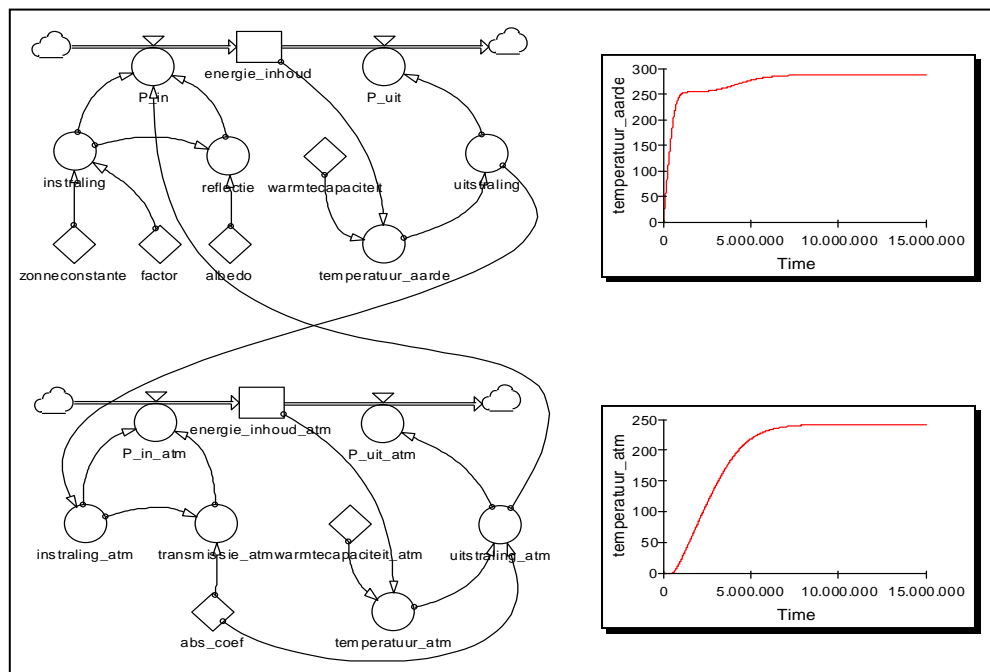 energie_inhoud
P_in
P_uit
instraling
reflectie
warmtecapaciteit
uitstraling
zonneconstante
factor
albedo
temperatuur_aarde
energie_inhoud_atm
P_in_atm
P_uit_atm
instraling_atm
transmissie_atm
warmtecapaciteit_atm
uitstraling_atm
abs_coef
temperatuur_atm
temperatuur_aarde
300
250
200
150
100
50
0
0
5.000.000
10.000.000
15.000.000
Time
temperatuur_atm
250
200
150
100
50
0
0
5.000.000
10.000.000
15.000.000
Time